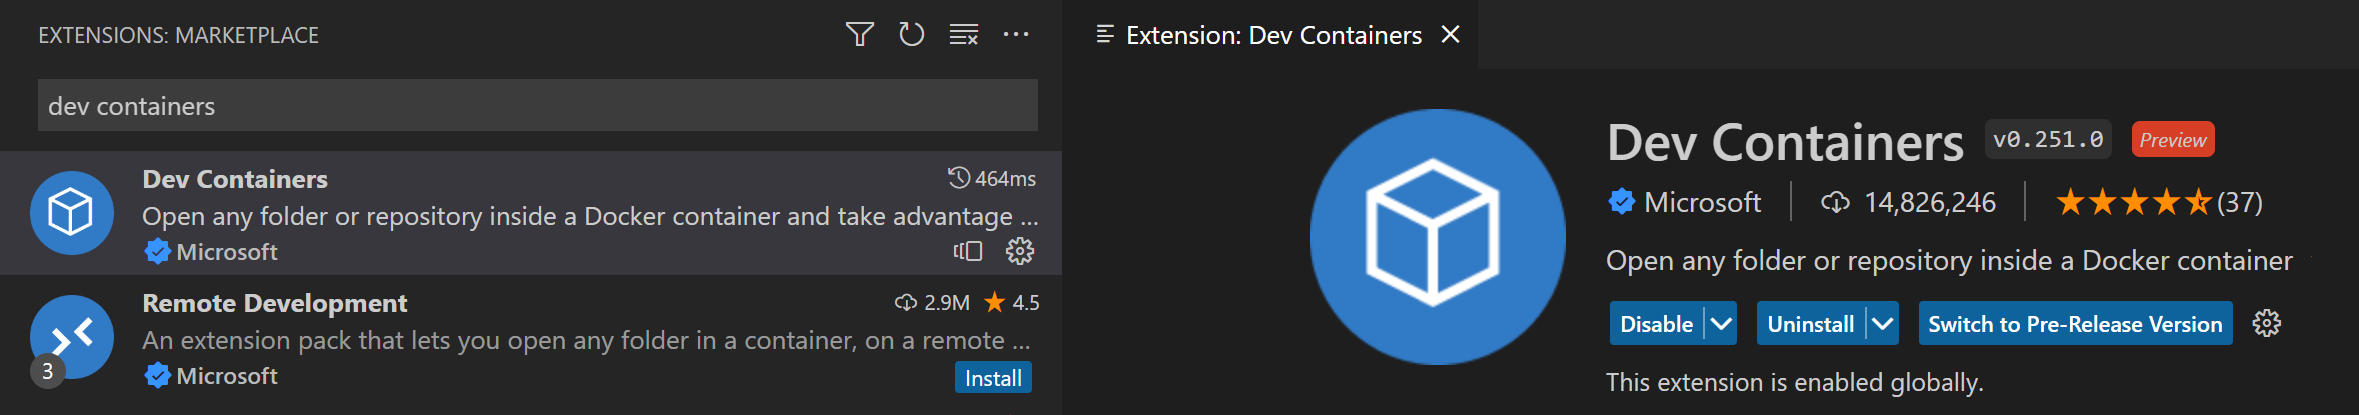 EXTENSIONS: MARKETPLACE
dev containers
Dev Containers 464ms
Open any folder or repository inside a Docker container and take advantage ...
Microsoft
Remote Development 2.9M 4.5
An extension pack that lets you open any folder in a container, on a remote ...
3
Microsoft
Install
Extension: Dev Containers
Dev Containers v0.251.0 Preview
Microsoft 14,826,246 (37)
Open any folder or repository inside a Docker container
Disable Uninstall Switch to Pre-Release Version
This extension is enabled globally.